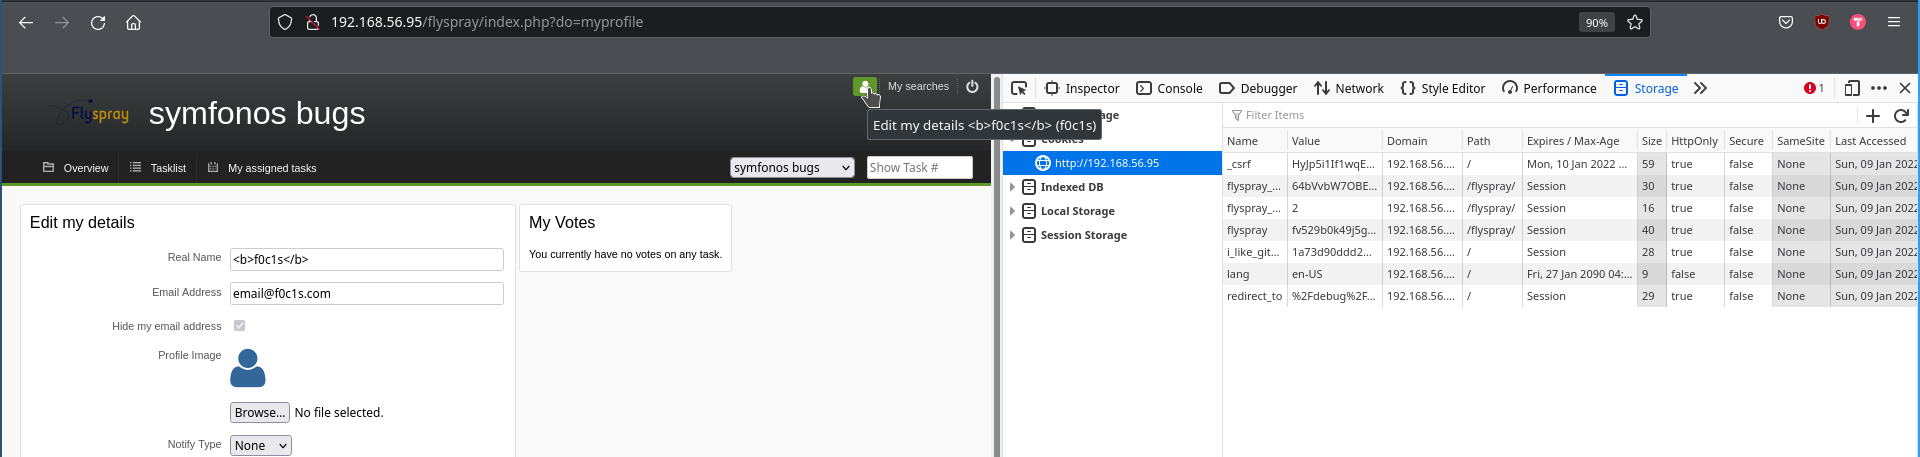 192.168.56.95/flyspray/index.php?do=myprofile
90%
My searches
Flyspray
symfonos bugs
Edit my details <b>f0c1s</b> (f0c1s)
Overview
Tasklist
My assigned tasks
symfonos bugs
Show Task #
Edit my details
Real Name
<b>f0c1s</b>
Email Address
email@f0c1s.com
Hide my email address
Profile Image
Browse...
No file selected.
Notify Type
None
My Votes
You currently have no votes on any task.
Inspector
Console
Debugger
Network
Style Editor
Performance
Storage
1
Cookies
http://192.168.56.95
Indexed DB
Local Storage
Session Storage
Filter Items
Name Value Domain Path Expires / Max-Age Size HttpOnly Secure SameSite Last Accessed
_csrf HyJp5i1If1wqE... 192.168.56.... / Mon, 10 Jan 2022 ... 59 true false None Sun, 09 Jan 2022
flyspray_... 64bVvbW7OBE... 192.168.56.... /flyspray/ Session 30 true false None Sun, 09 Jan 2022
flyspray_... 2 192.168.56.... /flyspray/ Session 16 true false None Sun, 09 Jan 2022
flyspray fv529b0k49j5g... 192.168.56.... /flyspray/ Session 40 true false None Sun, 09 Jan 2022
i_like_git... 1a73d90ddd2... 192.168.56.... / Session 28 true false None Sun, 09 Jan 2022
lang en-US 192.168.56.... / Fri, 27 Jan 2090 04:... 9 false false None Sun, 09 Jan 2022
redirect_to %2Fdebug%2F... 192.168.56.... / Session 29 true false None Sun, 09 Jan 2022